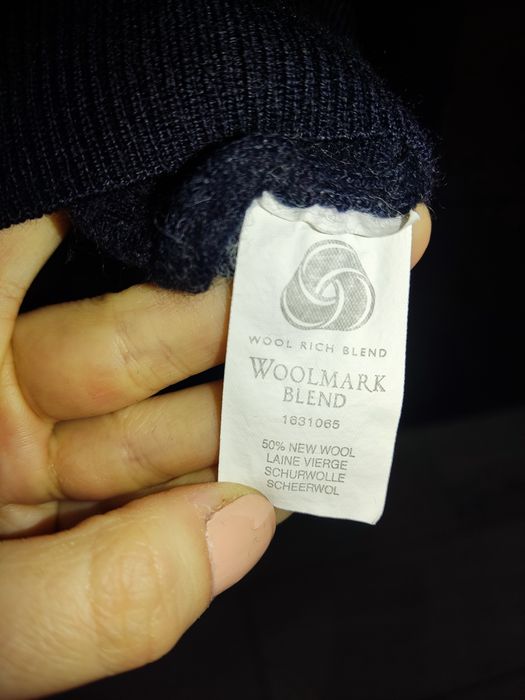 WOOL RICH BLEND
WOOLMARK
BLEND
1631065
50% NEW WOOL
LAINE VIERGE
SCHURWOLLE
SCHEERWOL